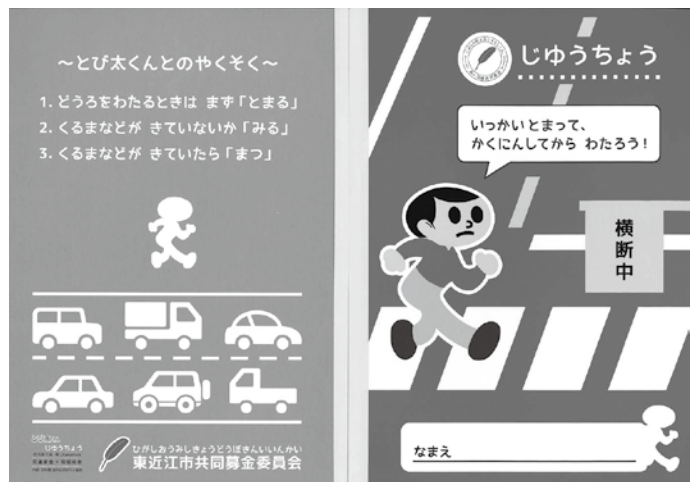 ～とび太くんとのやくそく～
1. どうろをわたるときは まず「とまる」
2. くるまなどが きていないか「みる」
3. くるまなどが きていたら「まつ」
じゆうちょう
ひがしおうみしきょうどうぼきんいいんかい
東近江市共同募金委員会
じゆうちょう
いっかいとまって、
かくにんしてから わたろう！
横断中
なまえ